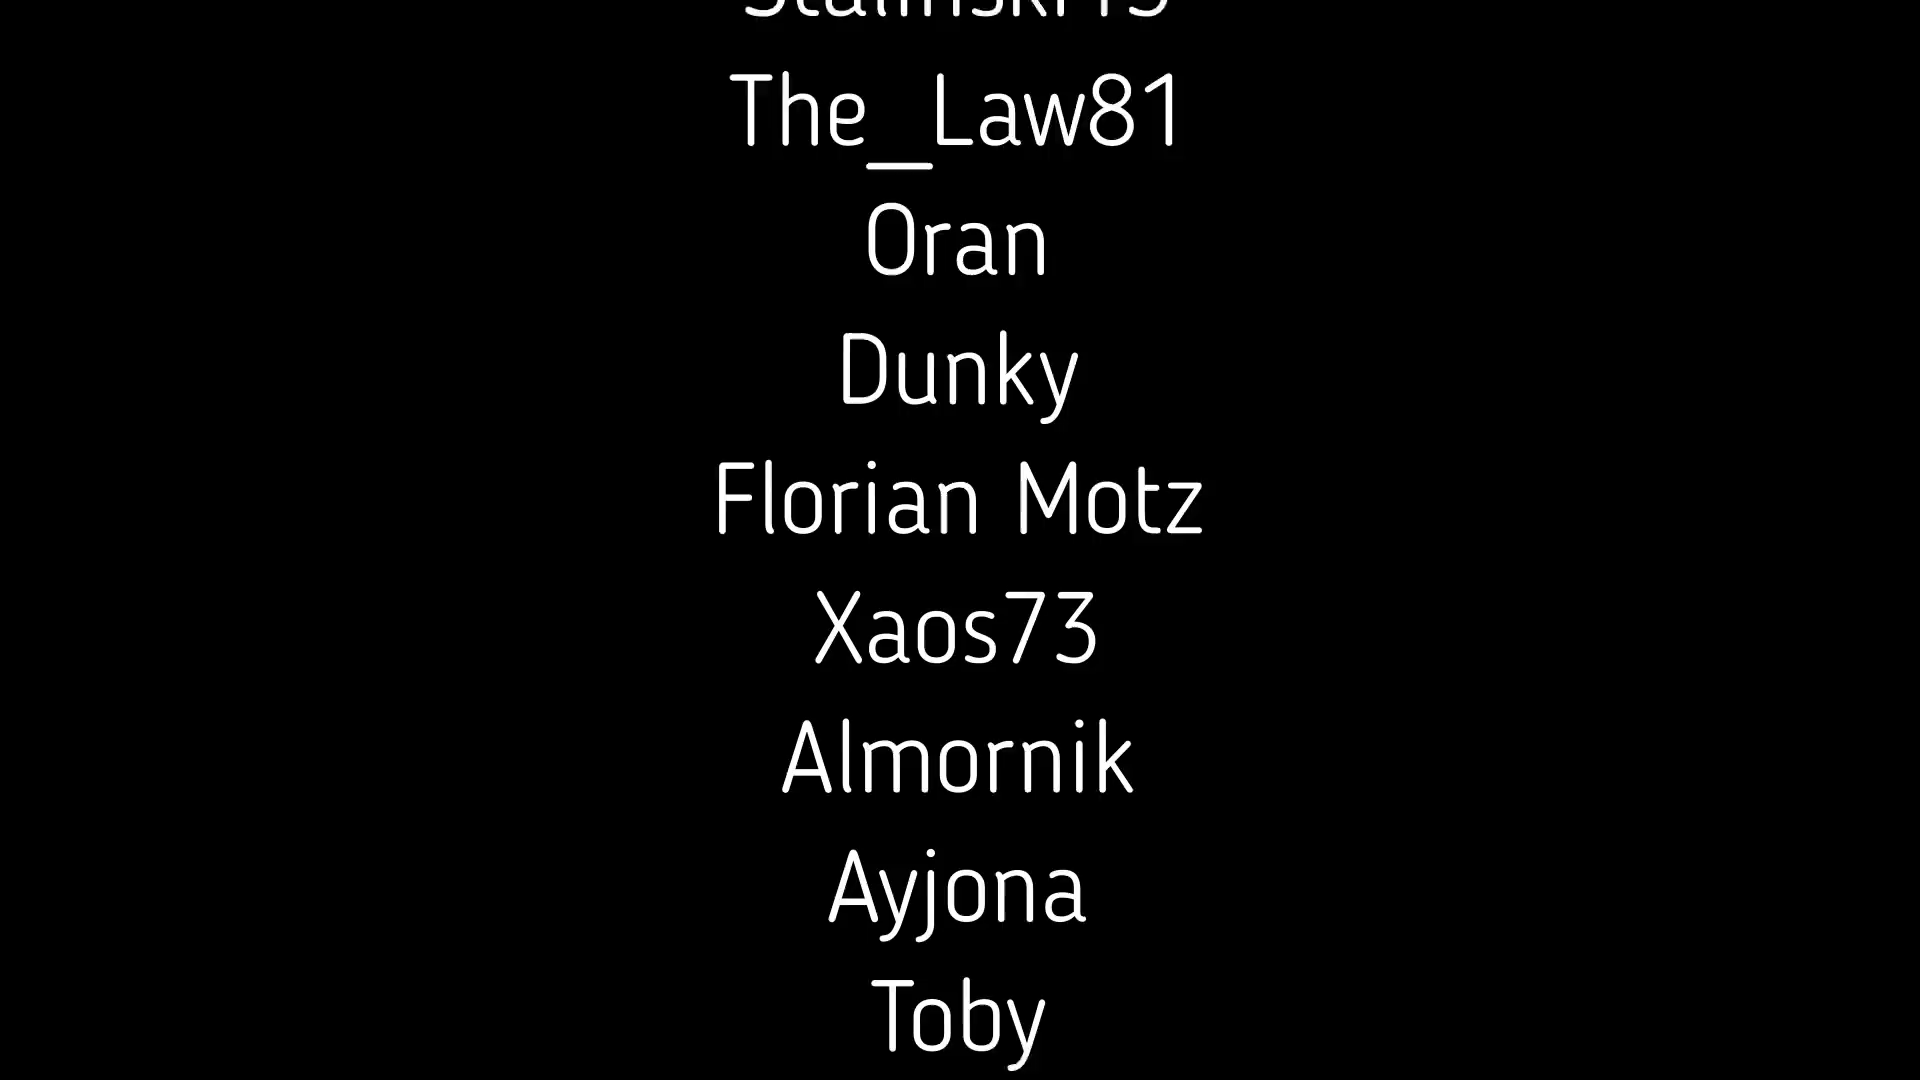 The_Law81
Oran
Dunky
Florian Motz
Xaos73
Almornik
Ayjona
Toby